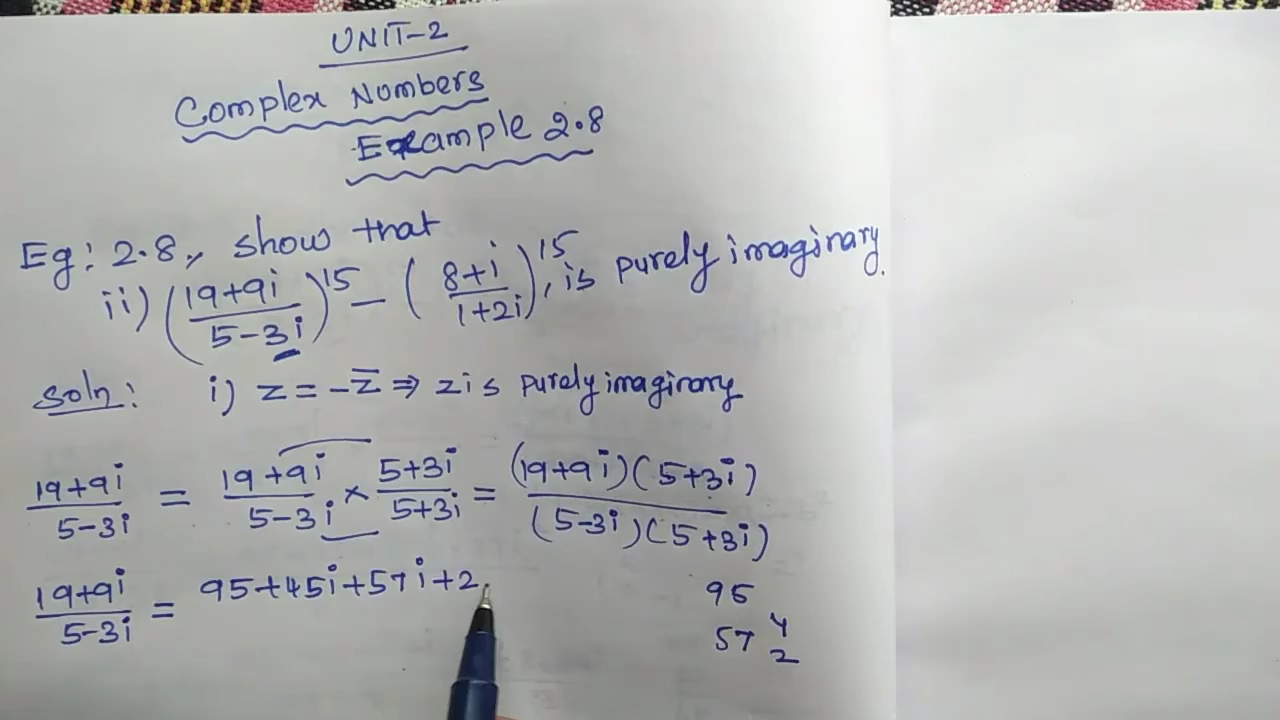 UNIT-2
Complex Numbers
Example 2.8
Eg: 2.8, show that
ii) ((19+9i)/(5-3i))^15 - ((8+i)/(1+2i))^15, is purely imaginary.
Soln: i) z = -z̅ ⇒ z is purely imaginary
(19+9i)/(5-3i) = (19+9i)/(5-3i) × (5+3i)/(5+3i) = ((19+9i)(5+3i))/((5-3i)(5+3i))
(19+9i)/(5-3i) = 95+45i+57i+2
95
57 4
2